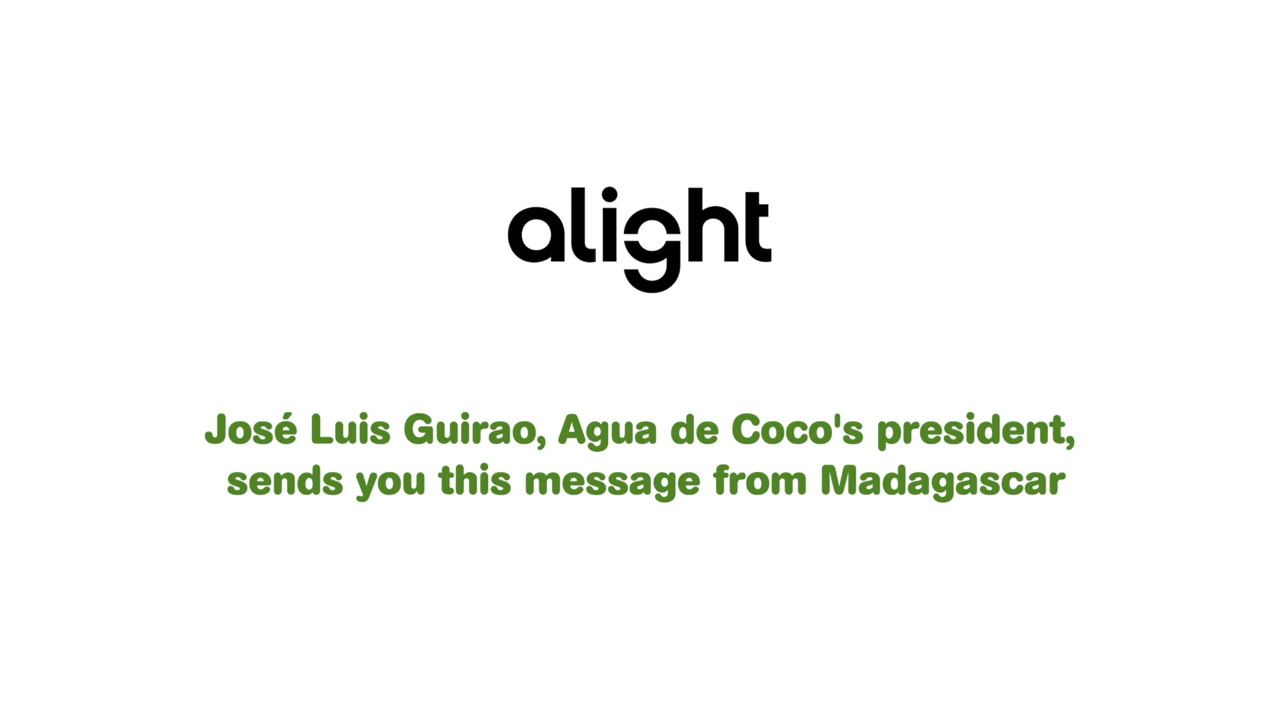 alight
José Luis Guirao, Agua de Coco's president,
sends you this message from Madagascar